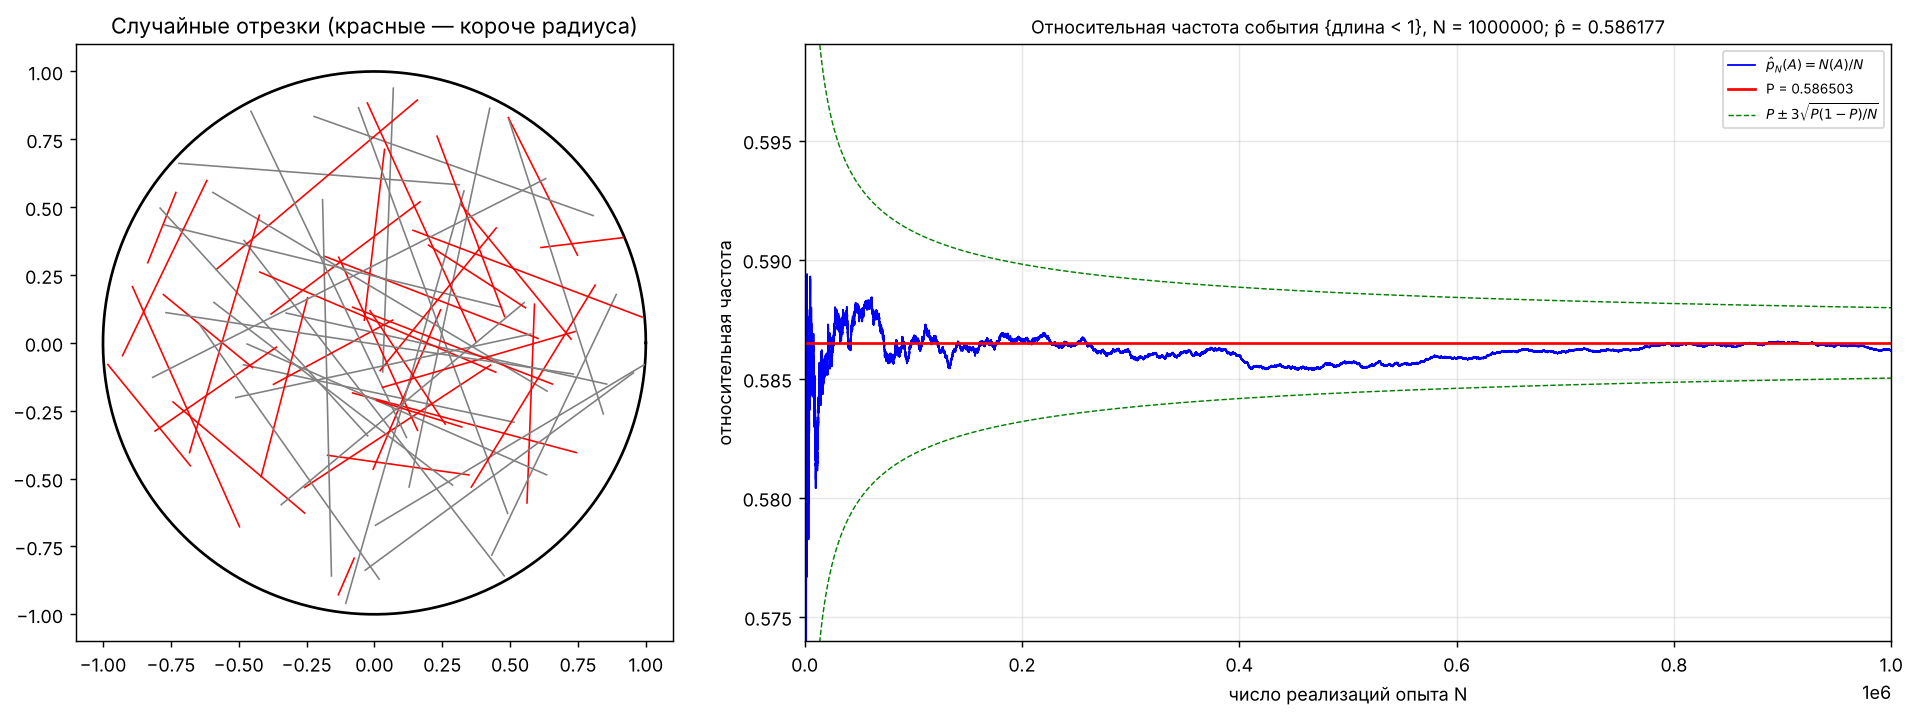 Случайные отрезки (красные — короче радиуса)
1.00
0.75
0.50
0.25
0.00
−0.25
−0.50
−0.75
−1.00
−1.00 −0.75 −0.50 −0.25 0.00 0.25 0.50 0.75 1.00
Относительная частота события {длина < 1}, N = 1000000; p̂ = 0.586177
p̂_N(A) = N(A)/N
P = 0.586503
P ± 3√P(1 − P)/N
относительная частота
0.595
0.590
0.585
0.580
0.575
0.0 0.2 0.4 0.6 0.8 1.0
1e6
число реализаций опыта N